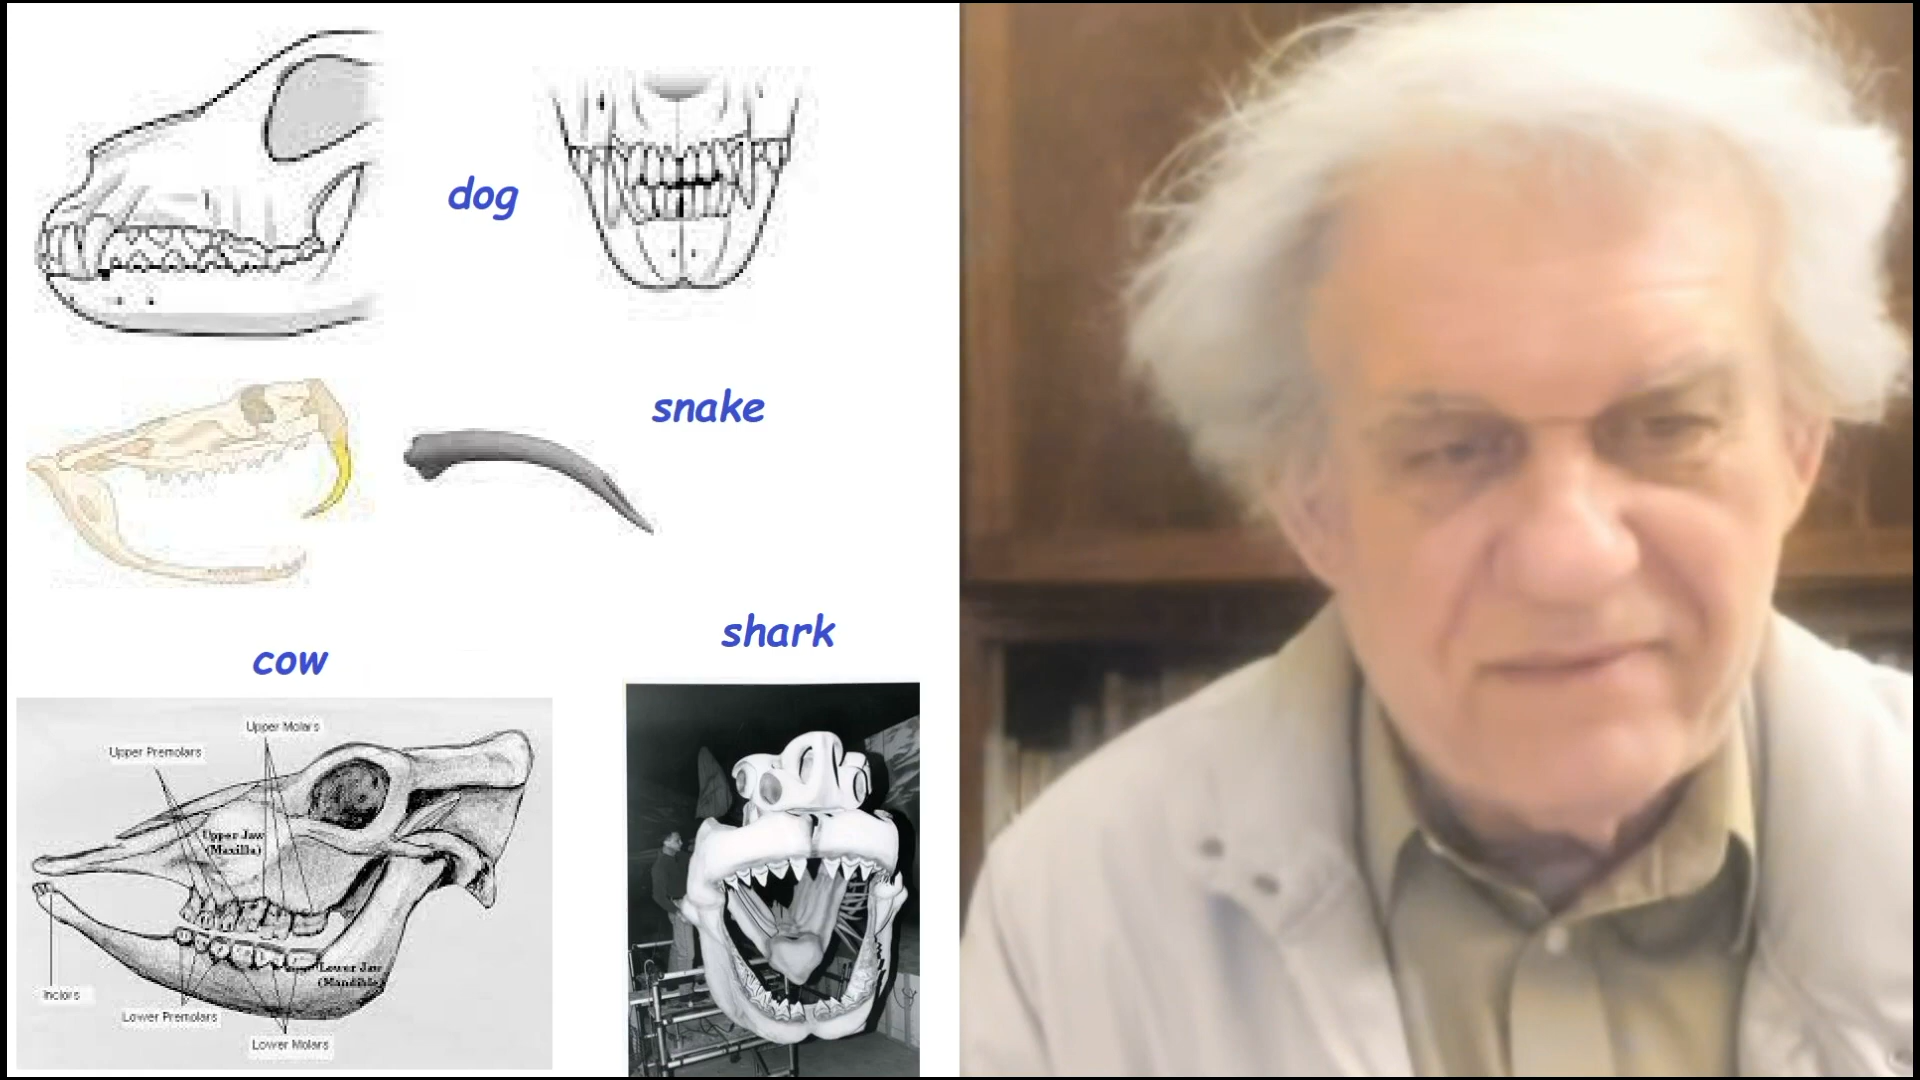 dog
snake
shark
cow
Upper Molars
Upper Premolars
Upper Jaw
(Maxilla)
Lower Jaw
(Mandible)
Inciors
Lower Premolars
Lower Molars